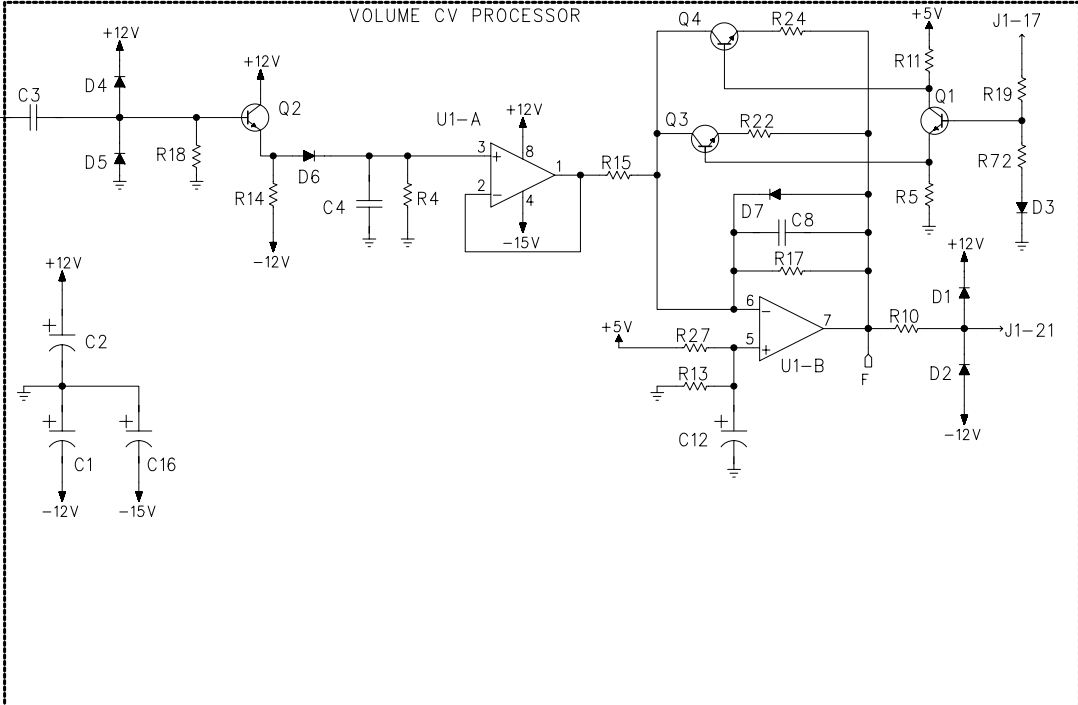 VOLUME CV PROCESSOR
Q4
R24
+5V
J1-17
+12V
D4
+12V
R11
R19
C3
Q2
U1-A
+12V
Q3
R22
Q1
D5
R18
3
+
8
1
R15
R72
D6
R14
C4
R4
2
−
4
-15V
D7
C8
R5
D3
-12V
R17
+12V
+12V
6
−
D1
+
C2
+5V
R27
5
+
7
R10
J1-21
U1-B
F
R13
D2
+
C1
+
C16
C12
+
-12V
-12V
-15V